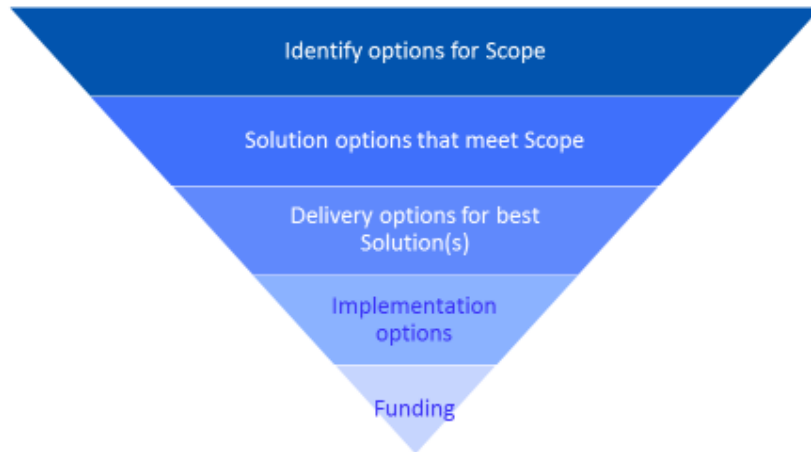 Identify options for Scope
Solution options that meet Scope
Delivery options for best
Solution(s)
Implementation
options
Funding